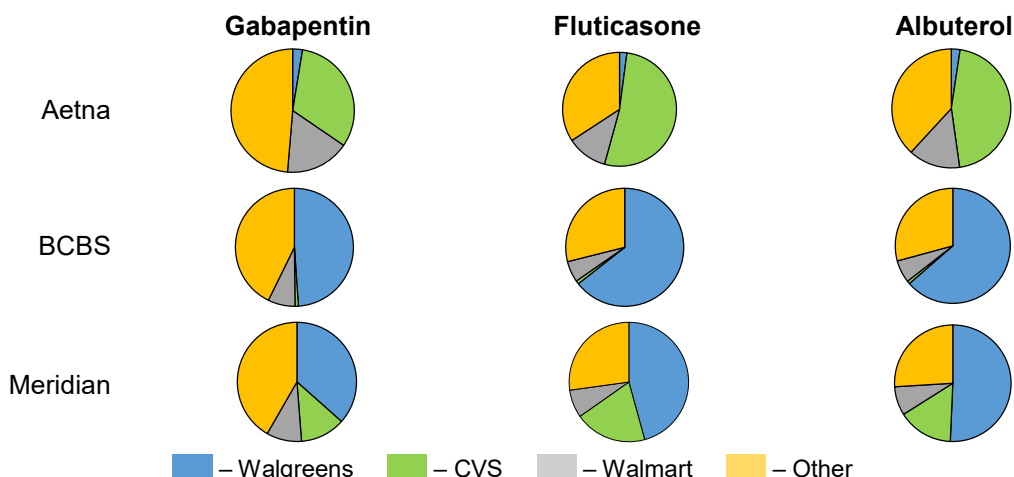 Gabapentin Fluticasone Albuterol
Aetna
BCBS
Meridian
– Walgreens – CVS – Walmart – Other